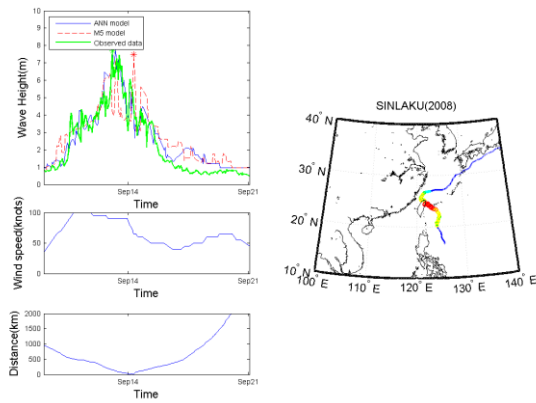 ANN model
M5 model
Observed data
Wave Height(m)
10
9
8
7
6
5
4
3
2
1
0
Sep14
Sep21
Time
Wind speed(knots)
100
50
0
Sep14
Sep21
Time
Distance(km)
2000
1500
1000
500
0
Sep14
Sep21
Time
SINLAKU(2008)
40° N
30° N
20° N
10° N
100° E
110° E
120° E
130° E
140° E